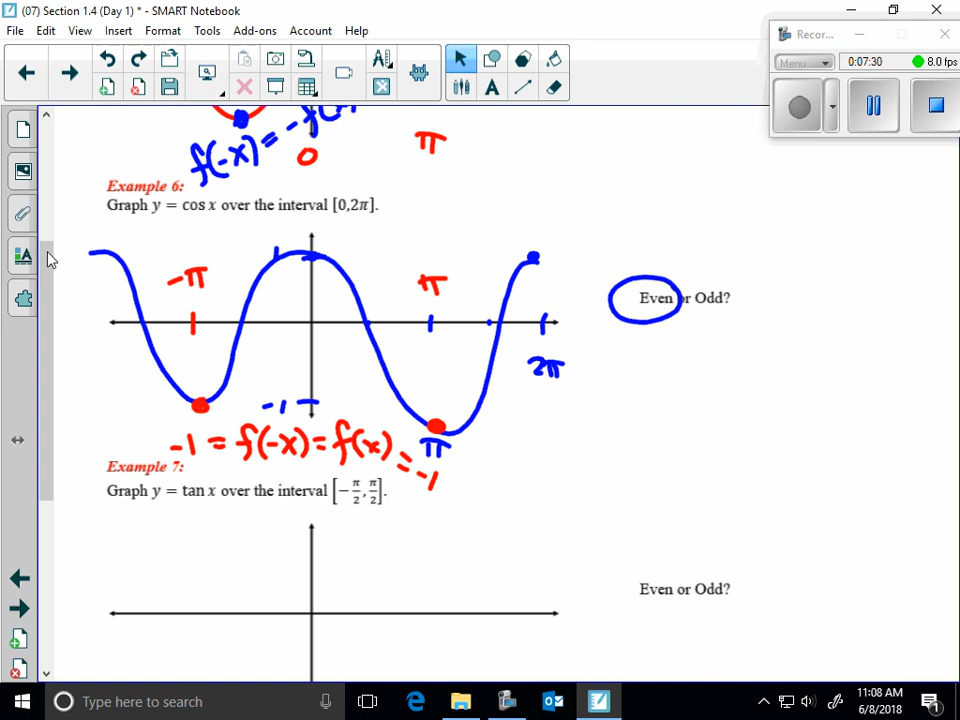 (07) Section 1.4 (Day 1) * - SMART Notebook
File Edit View Insert Format Tools Add-ons Account Help
Recor...
Menu 0:07:30 8.0 fps
f(-x) = -f(x)
0 π
Example 6:
Graph y = cos x over the interval [0,2π].
-π π
Even or Odd?
2π
-1
π
-1 = f(-x) = f(x) = -1
Example 7:
Graph y = tan x over the interval [-π/2, π/2].
Even or Odd?
Type here to search
11:08 AM
6/8/2018
1